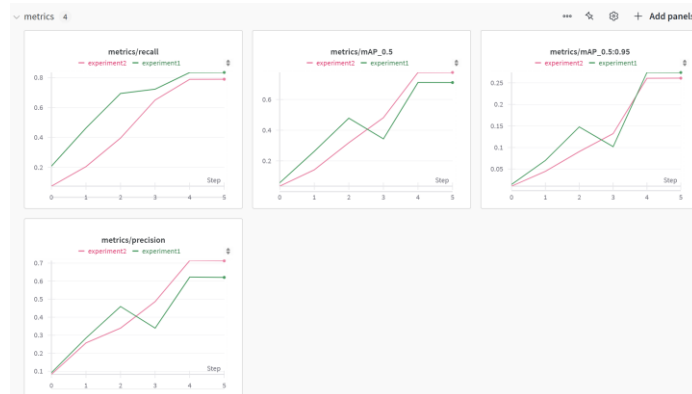 metrics 4
Add panels
metrics/recall
experiment2 experiment1
0.8
0.6
0.4
0.2
Step
0 1 2 3 4 5
metrics/mAP_0.5
experiment2 experiment1
0.6
0.4
0.2
Step
0 1 2 3 4 5
metrics/mAP_0.5:0.95
experiment2 experiment1
0.25
0.2
0.15
0.1
0.05
Step
0 1 2 3 4 5
metrics/precision
experiment2 experiment1
0.7
0.6
0.5
0.4
0.3
0.2
0.1
Step
0 1 2 3 4 5